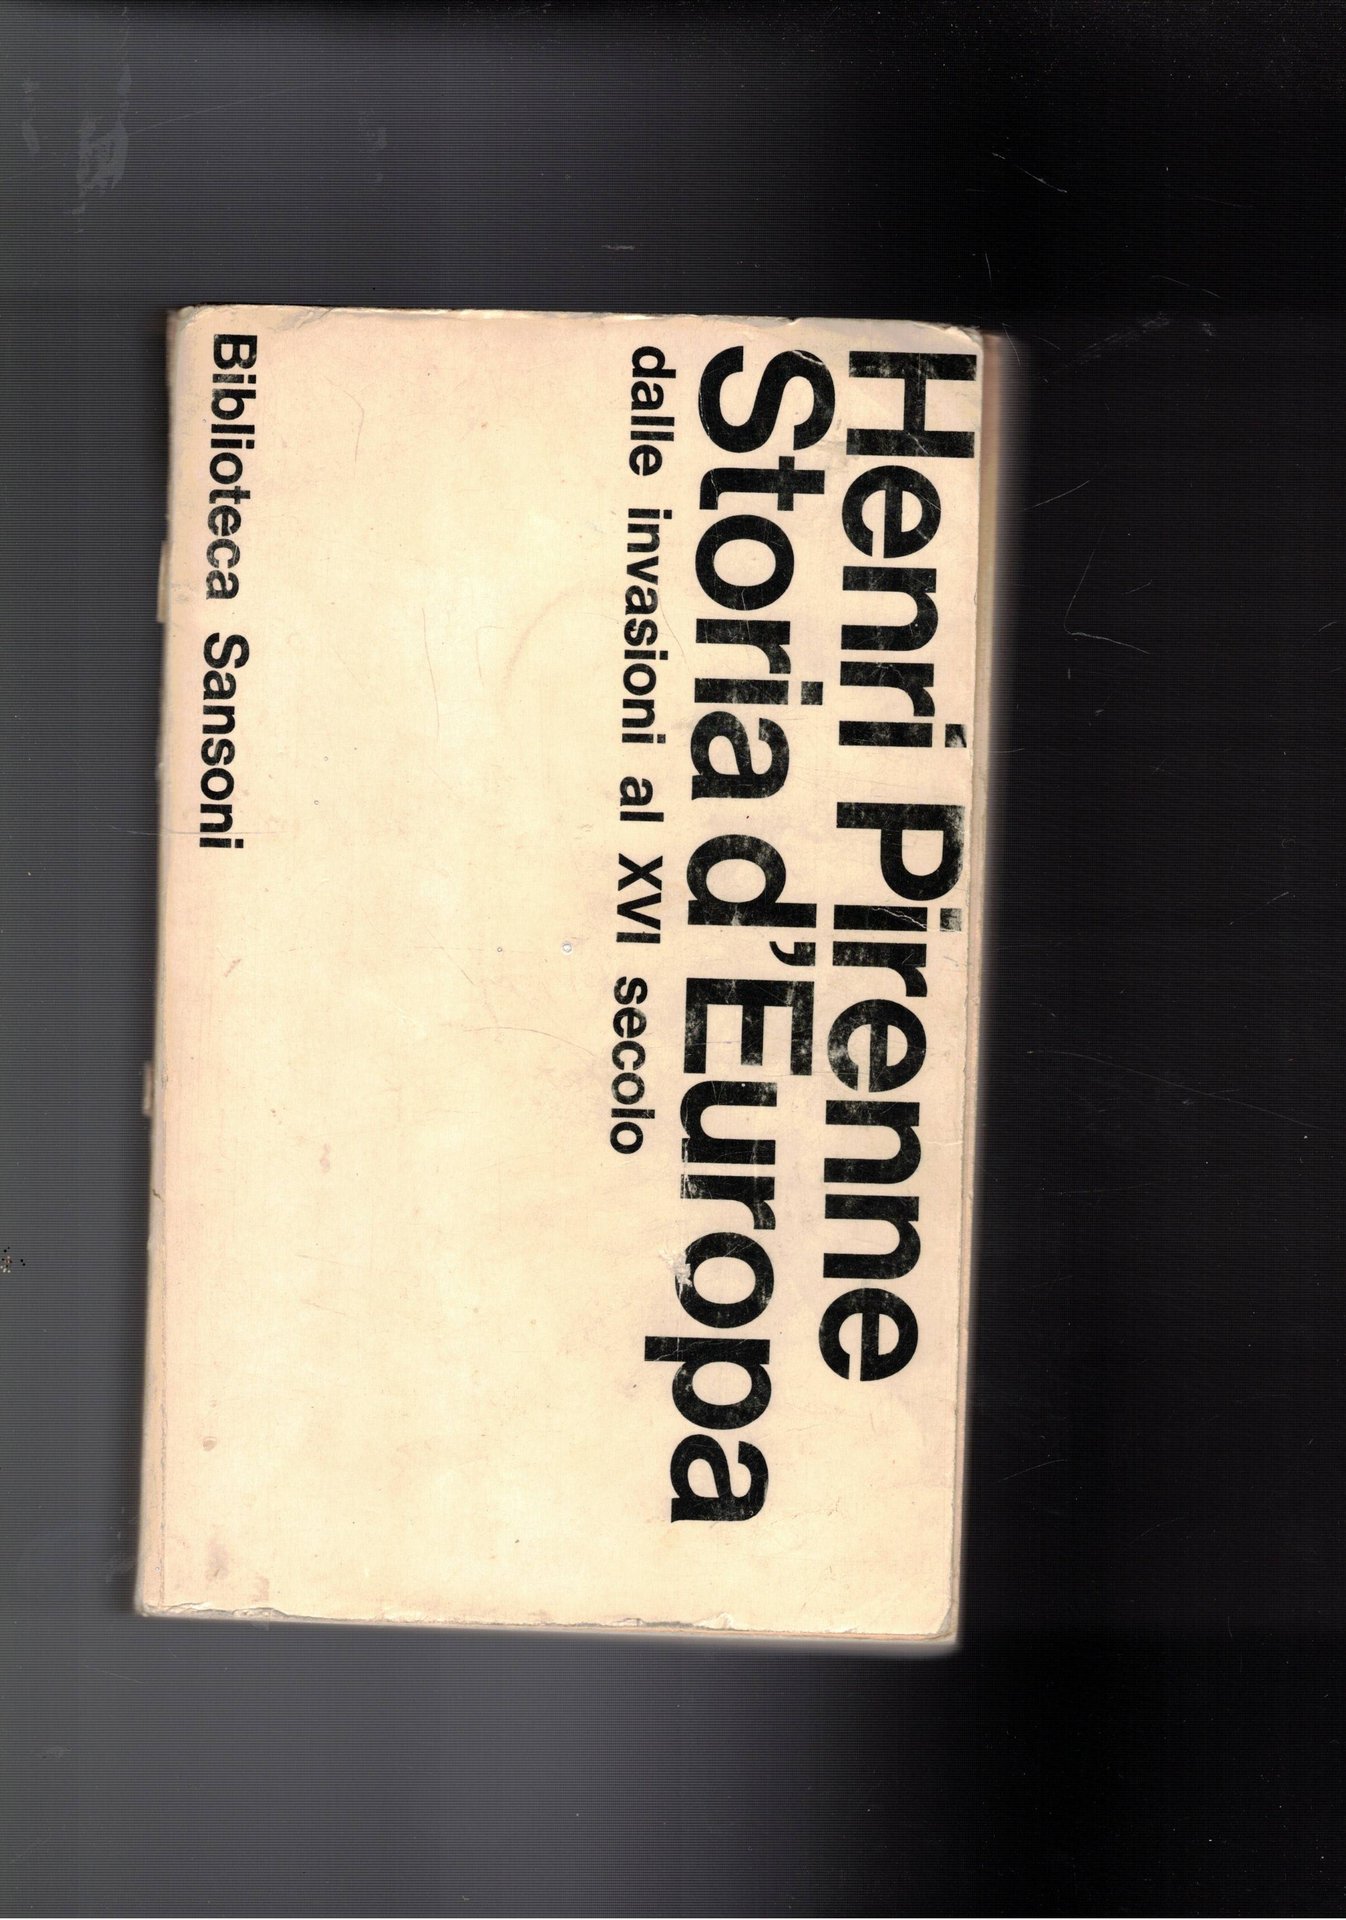 Henri Pirenne
Storia d'Europa
dalle invasioni al XVI secolo
Biblioteca Sansoni